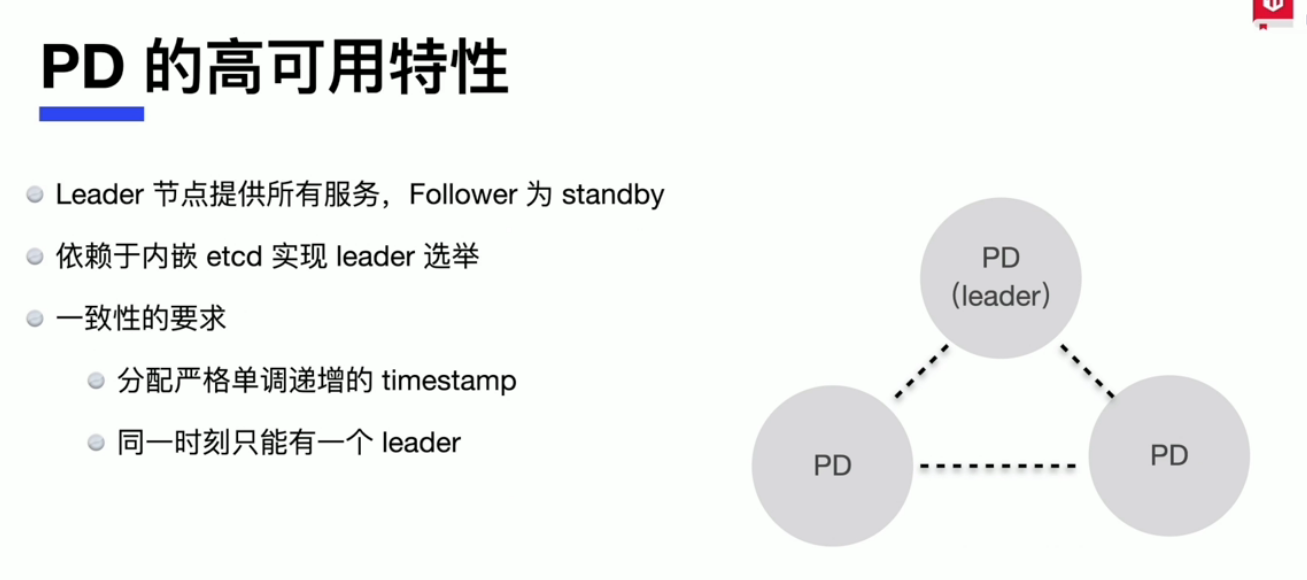 PD 的高可用特性
Leader 节点提供所有服务，Follower 为 standby
依赖于内嵌 etcd 实现 leader 选举
一致性的要求
分配严格单调递增的 timestamp
同一时刻只能有一个 leader
PD
（leader）
PD
PD